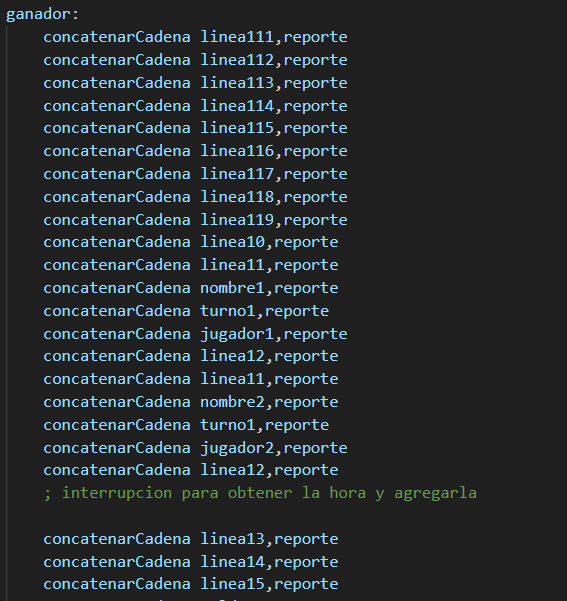 ganador:
concatenarCadena linea111,reporte
concatenarCadena linea112,reporte
concatenarCadena linea113,reporte
concatenarCadena linea114,reporte
concatenarCadena linea115,reporte
concatenarCadena linea116,reporte
concatenarCadena linea117,reporte
concatenarCadena linea118,reporte
concatenarCadena linea119,reporte
concatenarCadena linea10,reporte
concatenarCadena linea11,reporte
concatenarCadena nombre1,reporte
concatenarCadena turno1,reporte
concatenarCadena jugador1,reporte
concatenarCadena linea12,reporte
concatenarCadena linea11,reporte
concatenarCadena nombre2,reporte
concatenarCadena turno1,reporte
concatenarCadena jugador2,reporte
concatenarCadena linea12,reporte
; interrupcion para obtener la hora y agregarla
concatenarCadena linea13,reporte
concatenarCadena linea14,reporte
concatenarCadena linea15,reporte